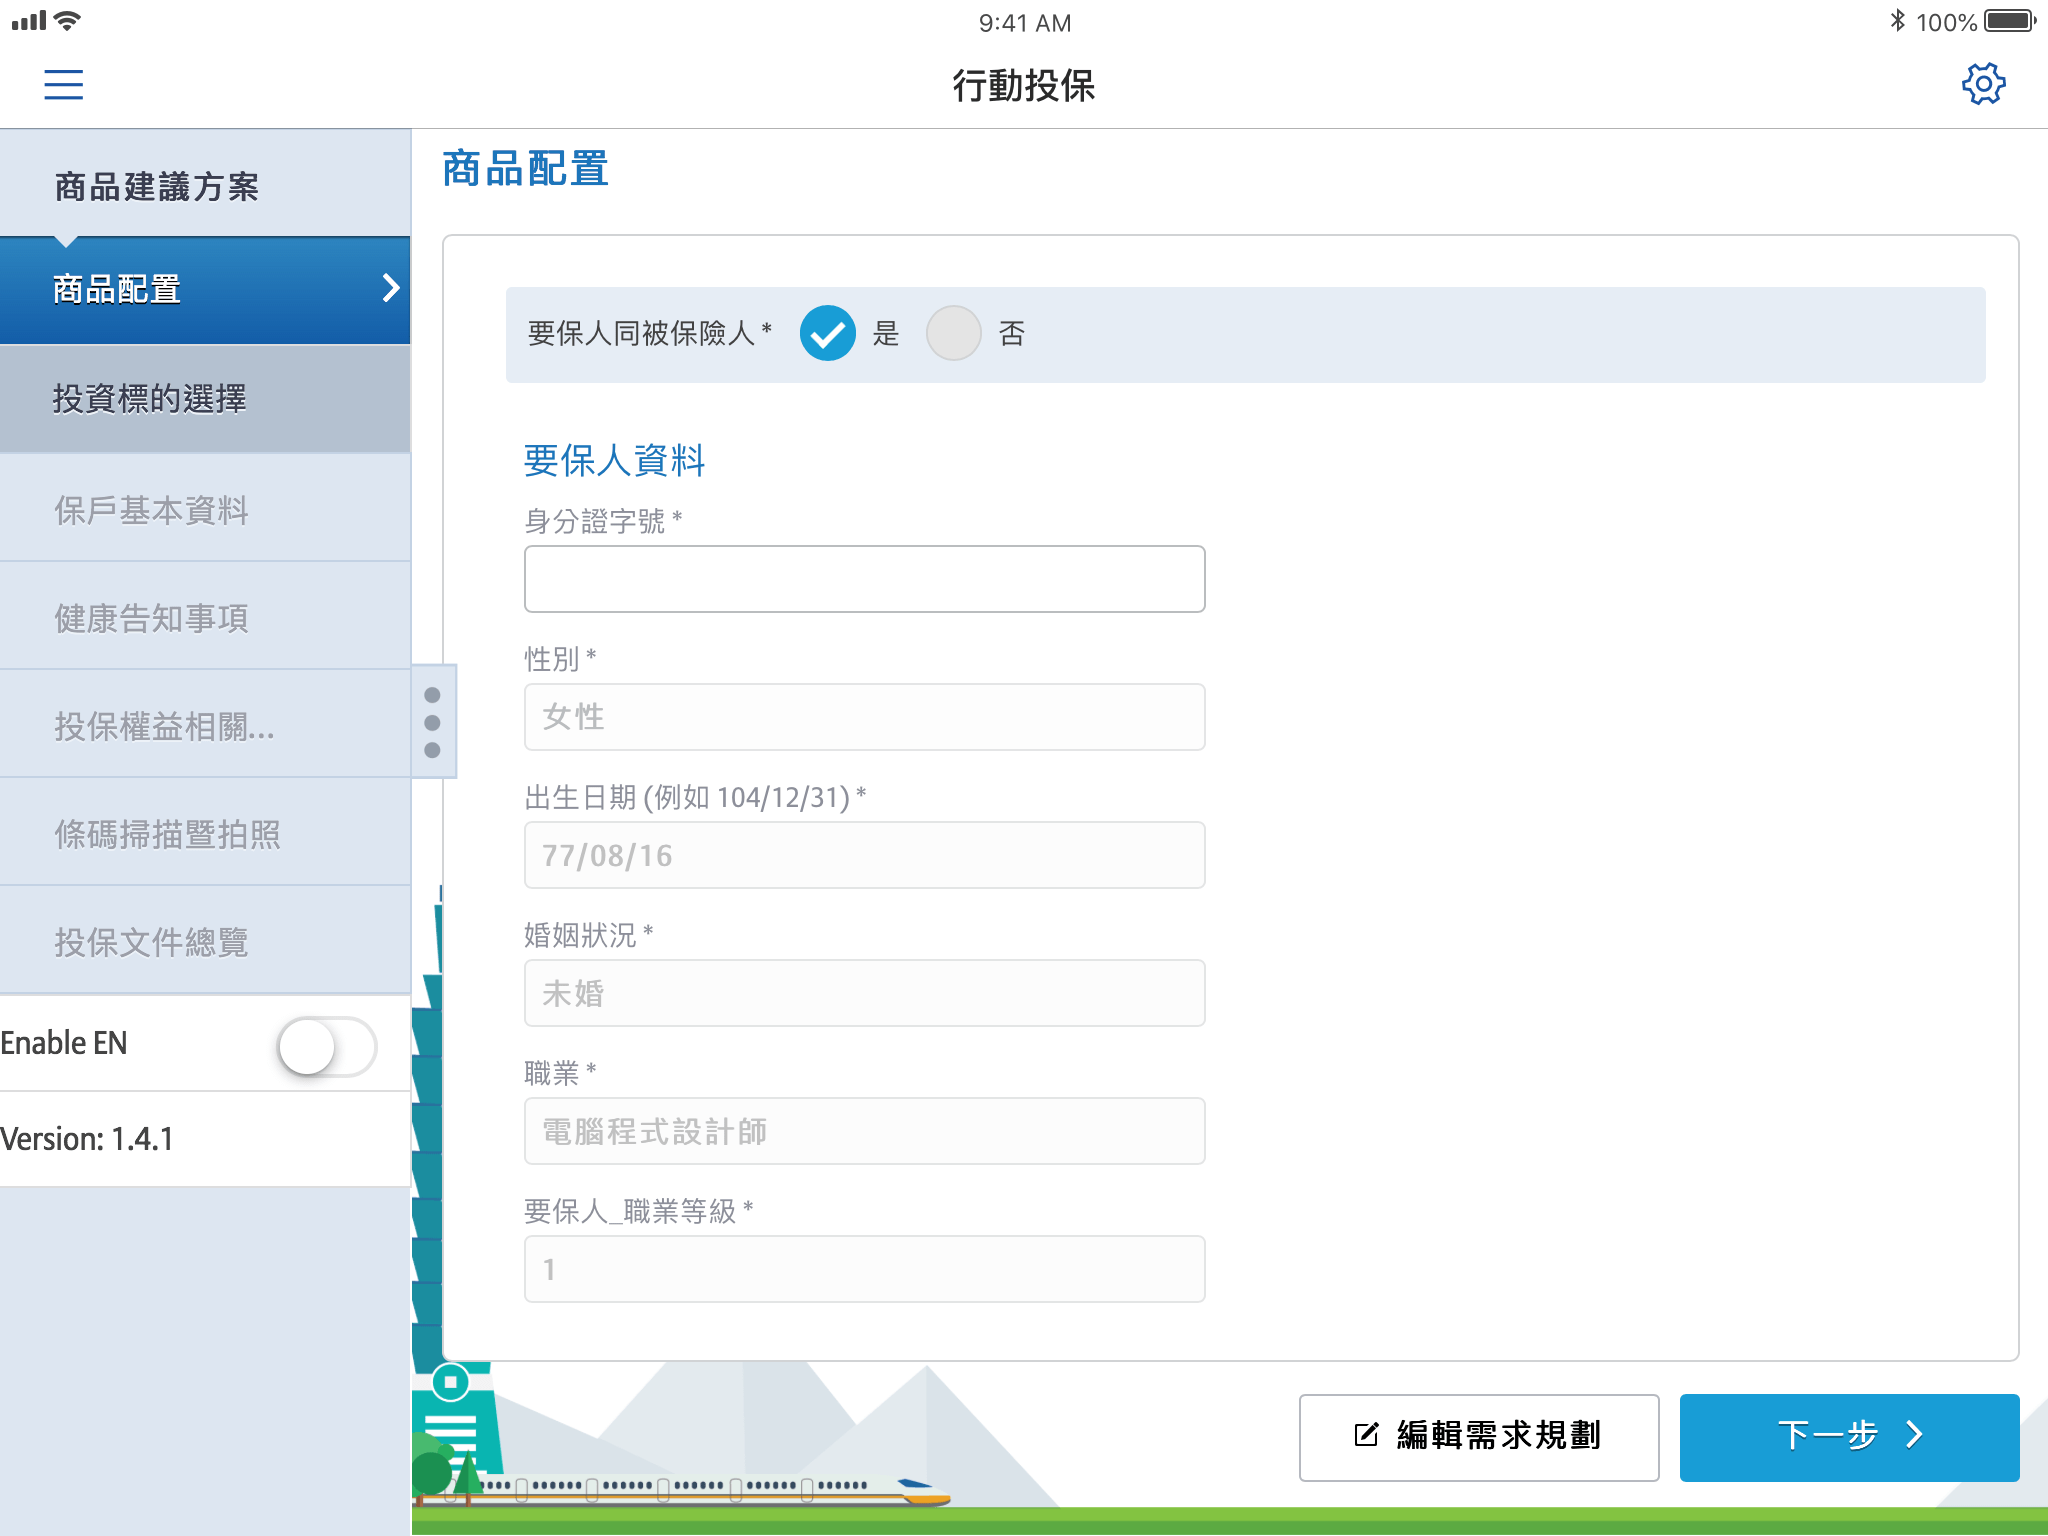 9:41 AM
100%
行動投保
商品建議方案
商品配置
投資標的選擇
保戶基本資料
健康告知事項
投保權益相關...
條碼掃描暨拍照
投保文件總覽
Enable EN
Version: 1.4.1
商品配置
要保人同被保險人* 是 否
要保人資料
身分證字號 *
性別 *
女性
出生日期 (例如 104/12/31) *
77/08/16
婚姻狀況 *
未婚
職業 *
電腦程式設計師
要保人_職業等級 *
1
編輯需求規劃
下一步